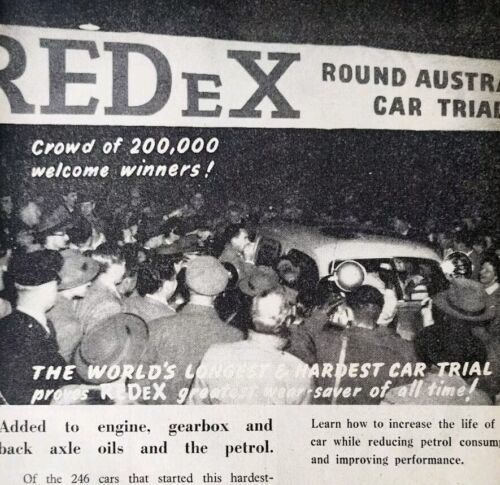 REDEX
ROUND AUSTRA
CAR TRIAL
Crowd of 200,000
welcome winners!
THE WORLD'S LONGEST & HARDEST CAR TRIAL
proves REDEX greatest wear-saver of all time!
Added to engine, gearbox and
back axle oils and the petrol.
Of the 246 cars that started this hardest-
Learn how to increase the life of
car while reducing petrol consump
and improving performance.